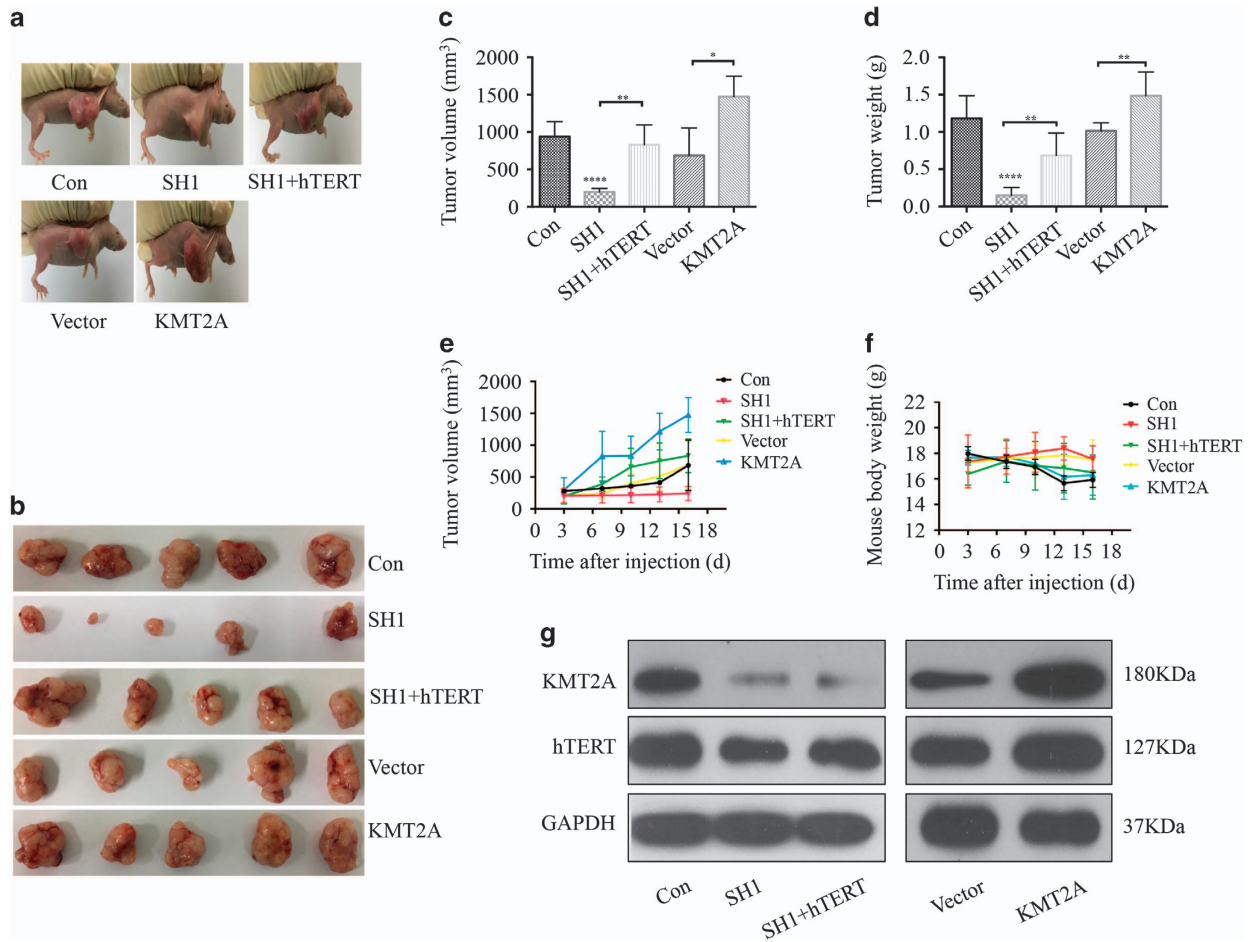 a
Con
SH1
SH1+hTERT
Vector
KMT2A
b
Con
SH1
SH1+hTERT
Vector
KMT2A
c
Tumor volume (mm³)
2000
1500
1000
500
0
****
**
*
Con
SH1
SH1+hTERT
Vector
KMT2A
d
Tumor weight (g)
2.0
1.5
1.0
0.5
0.0
****
**
**
Con
SH1
SH1+hTERT
Vector
KMT2A
e
Tumor volume (mm³)
2000
1500
1000
500
0
0 3 6 9 12 15 18
Time after injection (d)
Con
SH1
SH1+hTERT
Vector
KMT2A
f
Mouse body weight (g)
22
20
18
16
14
12
0 3 6 9 12 15 18
Time after injection (d)
Con
SH1
SH1+hTERT
Vector
KMT2A
g
KMT2A
180KDa
hTERT
127KDa
GAPDH
37KDa
Con
SH1
SH1+hTERT
Vector
KMT2A